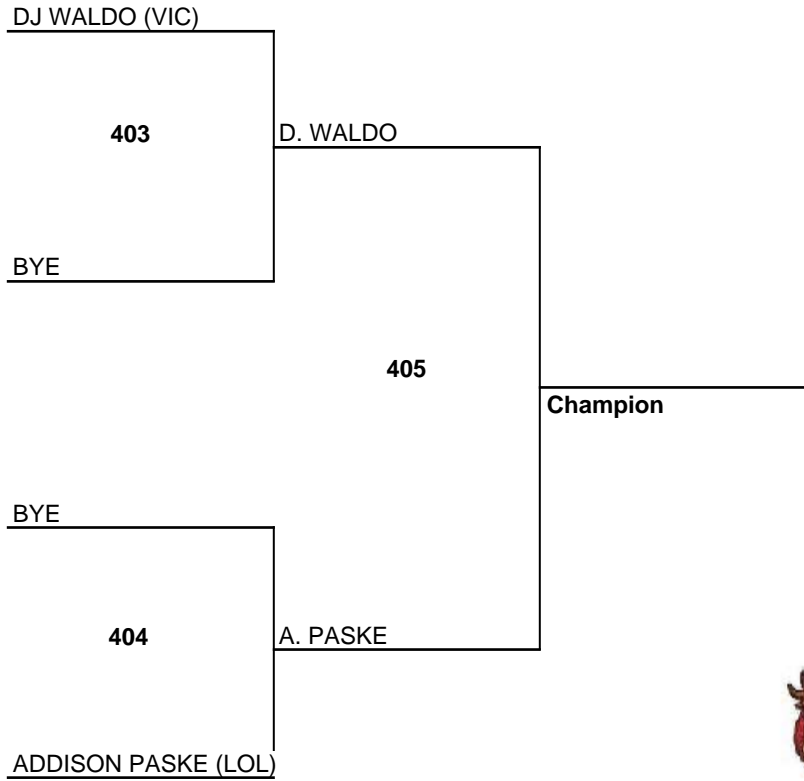 DJ WALDO (VIC)
403
D. WALDO
BYE
405
Champion
BYE
404
A. PASKE
ADDISON PASKE (LOL)